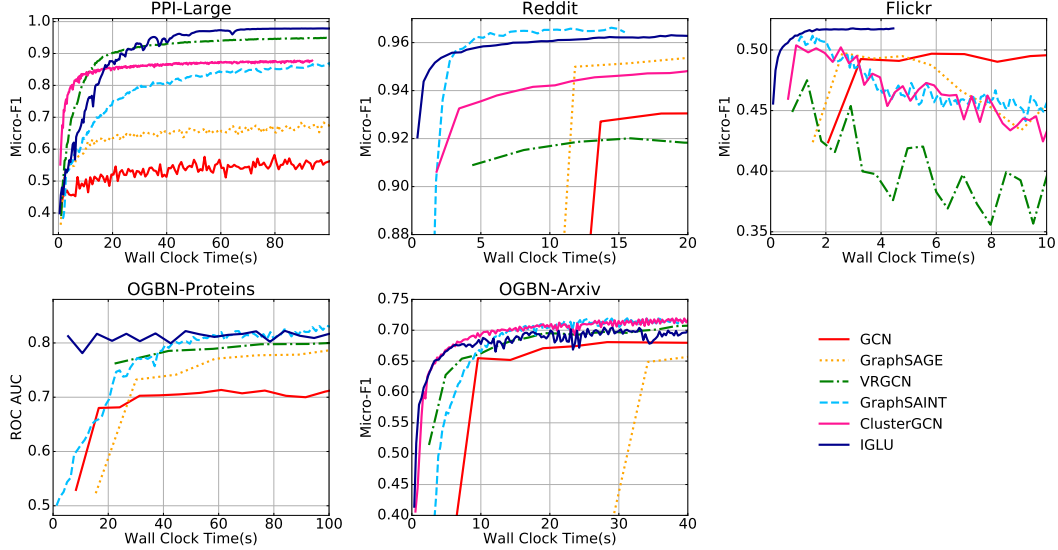 PPI-Large
Micro-F1
1.0
0.9
0.8
0.7
0.6
0.5
0.4
0 20 40 60 80
Wall Clock Time(s)
Reddit
Micro-F1
0.96
0.94
0.92
0.90
0.88
0 5 10 15 20
Wall Clock Time(s)
Flickr
Micro-F1
0.50
0.45
0.40
0.35
0 2 4 6 8 10
Wall Clock Time(s)
OGBN-Proteins
ROC AUC
0.8
0.7
0.6
0.5
0 20 40 60 80 100
Wall Clock Time(s)
OGBN-Arxiv
Micro-F1
0.75
0.70
0.65
0.60
0.55
0.50
0.45
0.40
0 10 20 30 40
Wall Clock Time(s)
GCN
GraphSAGE
VRGCN
GraphSAINT
ClusterGCN
IGLU